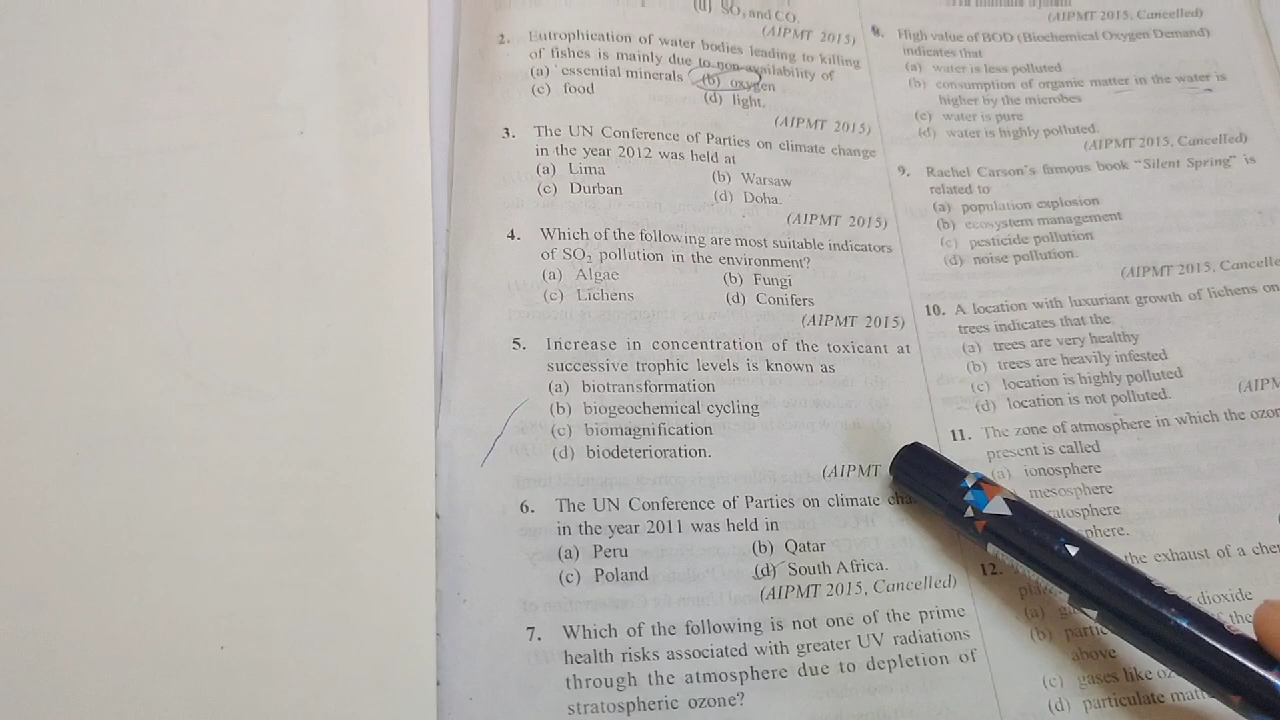 (ii) SO₂ and CO.
(AIPMT 2015)
2. Eutrophication of water bodies leading to killing
of fishes is mainly due to non-availability of
(a) essential minerals (b) oxygen
(c) food (d) light.
(AIPMT 2015)
3. The UN Conference of Parties on climate change
in the year 2012 was held at
(a) Lima (b) Warsaw
(c) Durban (d) Doha.
(AIPMT 2015)
4. Which of the following are most suitable indicators
of SO₂ pollution in the environment?
(a) Algae (b) Fungi
(c) Lichens (d) Conifers
(AIPMT 2015)
5. Increase in concentration of the toxicant at
successive trophic levels is known as
(a) biotransformation
(b) biogeochemical cycling
(c) biomagnification
(d) biodeterioration.
(AIPMT
6. The UN Conference of Parties on climate cha
in the year 2011 was held in
(a) Peru (b) Qatar
(c) Poland (d) South Africa.
(AIPMT 2015, Cancelled)
7. Which of the following is not one of the prime
health risks associated with greater UV radiations
through the atmosphere due to depletion of
stratospheric ozone?
(AIPMT 2015, Cancelled)
8. High value of BOD (Biochemical Oxygen Demand)
indicates that
(a) water is less polluted
(b) consumption of organic matter in the water is
higher by the microbes
(c) water is pure
(d) water is highly polluted.
(AIPMT 2015, Cancelled)
9. Rachel Carson's famous book "Silent Spring" is
related to
(a) population explosion
(b) ecosystem management
(c) pesticide pollution
(d) noise pollution.
(AIPMT 2015, Cancelle
10. A location with luxuriant growth of lichens on
trees indicates that the
(a) trees are very healthy
(b) trees are heavily infested
(c) location is highly polluted
(d) location is not polluted.
(AIPM
11. The zone of atmosphere in which the ozon
present is called
(a) ionosphere
mesosphere
ratosphere
phere.
12. the exhaust of a che
(a) ga dioxide
(b) partic the
above
(c) gases like oz
(d) particulate matt